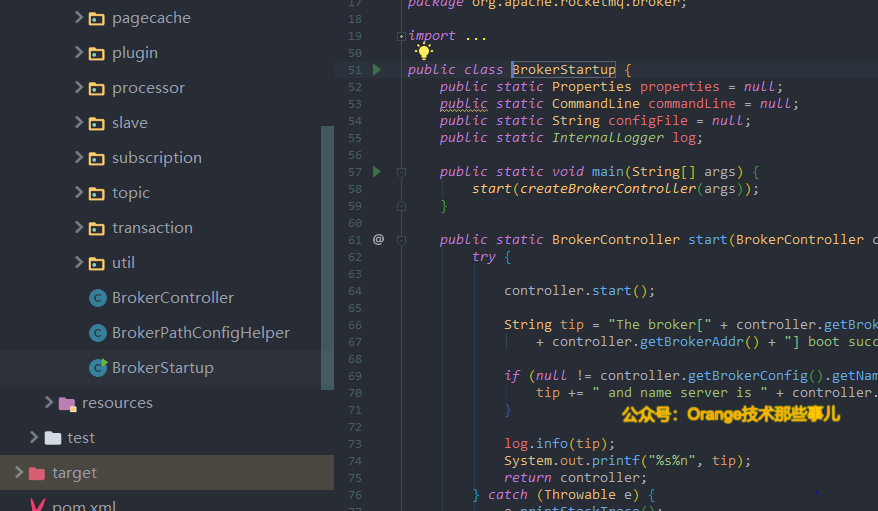 pagecache
plugin
processor
slave
subscription
topic
transaction
util
BrokerController
BrokerPathConfigHelper
BrokerStartup
resources
test
target
pom.xml
17 package org.apache.rocketmq.broker;
18
19 import ...
50
51 public class BrokerStartup {
52 public static Properties properties = null;
53 public static CommandLine commandLine = null;
54 public static String configFile = null;
55 public static InternalLogger log;
56
57 public static void main(String[] args) {
58 start(createBrokerController(args));
59 }
60
61 @ public static BrokerController start(BrokerController c
62 try {
63
64 controller.start();
65
66 String tip = "The broker[" + controller.getBrok
67 + controller.getBrokerAddr() + "] boot succ
68
69 if (null != controller.getBrokerConfig().getNam
70 tip += " and name server is " + controller.
71 }
公众号：Orange技术那些事儿
72
73 log.info(tip);
74 System.out.printf("%s%n", tip);
75 return controller;
76 } catch (Throwable e) {
77 e.printStackTrace();